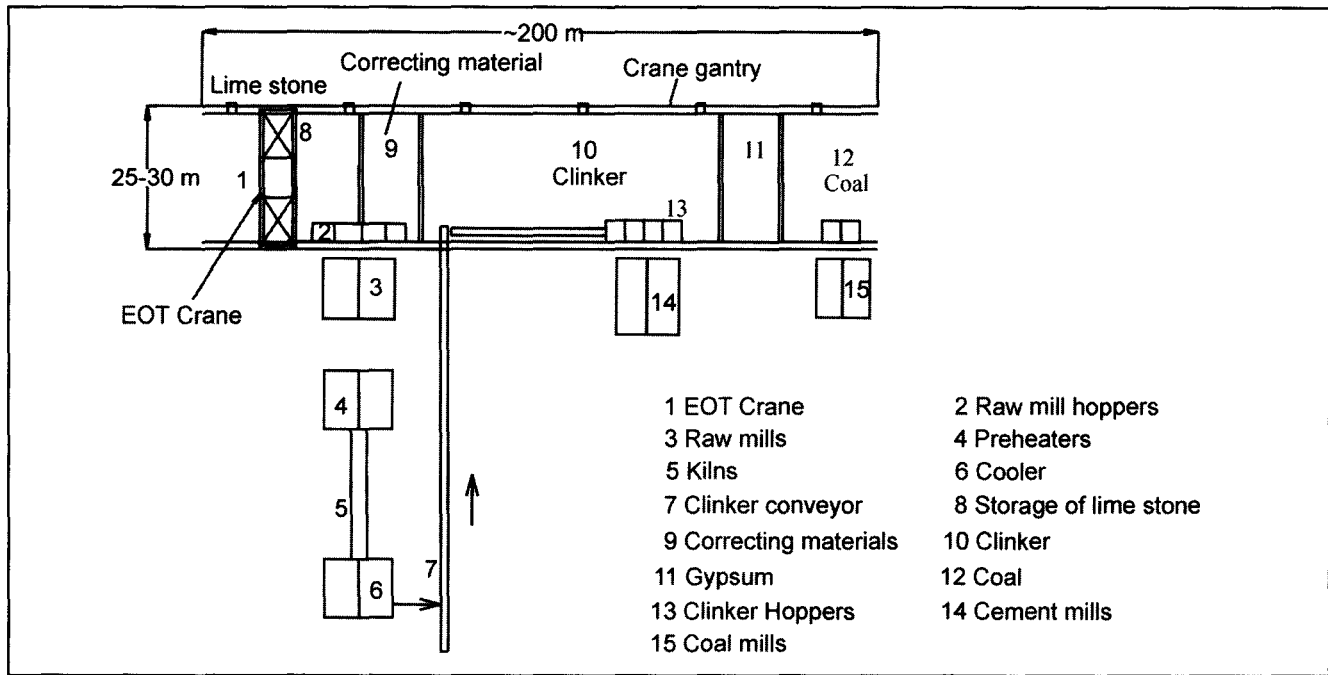 ~200 m
Correcting material
Lime stone
Crane gantry
8
9
10
Clinker
11
12
Coal
25-30 m
1
2
13
EOT Crane
3
14
15
4
5
6
7
1 EOT Crane
2 Raw mill hoppers
3 Raw mills
4 Preheaters
5 Kilns
6 Cooler
7 Clinker conveyor
8 Storage of lime stone
9 Correcting materials
10 Clinker
11 Gypsum
12 Coal
13 Clinker Hoppers
14 Cement mills
15 Coal mills